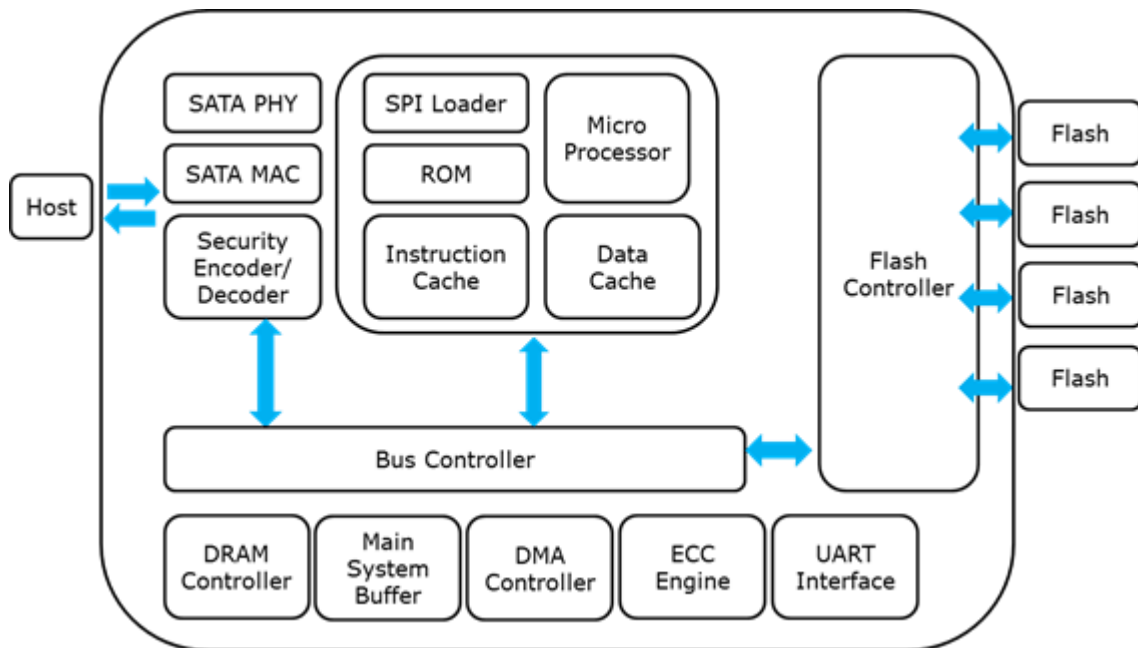 SATA PHY
SATA MAC
Security
Encoder/
Decoder
Host
SPI Loader
ROM
Instruction
Cache
Micro
Processor
Data
Cache
Flash
Controller
Flash
Flash
Flash
Flash
Bus Controller
DRAM
Controller
Main
System
Buffer
DMA
Controller
ECC
Engine
UART
Interface